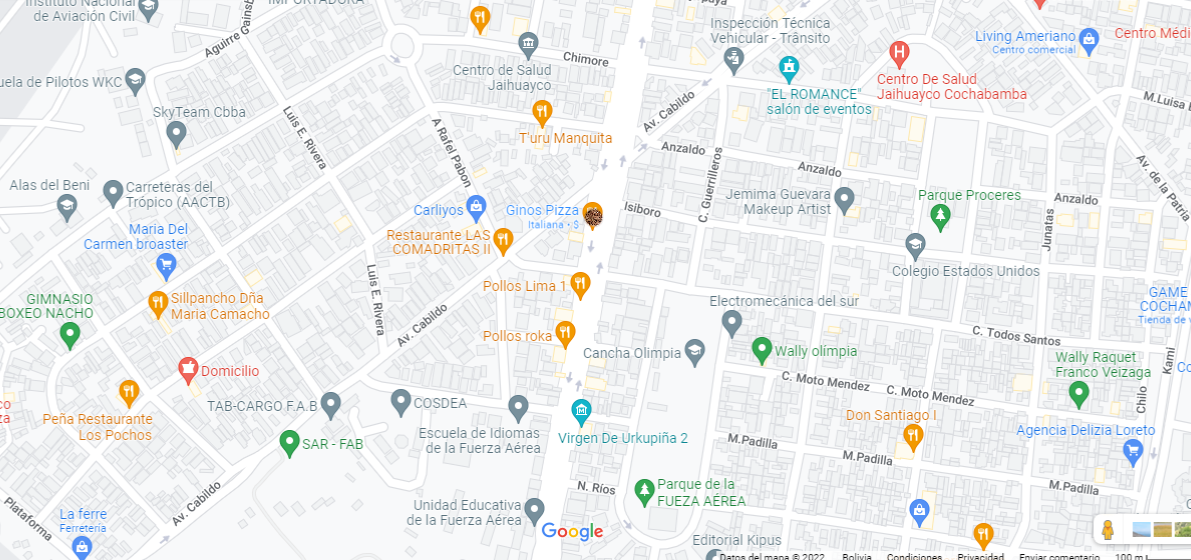 Instituto Nacional
de Aviación Civil
IMPORTADORA
Aguirre Gainsb
Inspección Técnica
Vehicular - Trânsito
Living Ameriano
Centro comercial
Centro Médi
Chimore
Centro de Salud
Jaihuayco
Centro De Salud
Jaihuayco Cochabamba
uela de Pilotos WKC
"EL ROMANCE"
salón de eventos
M.Luisa
SkyTeam Cbba
Luis E. Rivera
A Rafel Pabon
T'uru Manquita
Av. Cabildo
Anzaldo
Anzaldo
Anzaldo
Av. de la Patria
C. Guerrilleros
Alas del Beni
Carreteras del
Trópico (AACTB)
Carliyos
Ginos Pizza
Italiana • $
Isiboro
Jemima Guevara
Makeup Artist
Parque Proceres
Junatas
Maria Del
Carmen broaster
Restaurante LAS
COMADRITAS II
Colegio Estados Unidos
Luis E. Rivera
Pollos Lima 1
GIMNASIO
BOXEO NACHO
Sillpancho Dña
Maria Camacho
Av. Cabildo
Electromecánica del sur
GAME
COCHAM
Tienda de v
Pollos roka
Cancha Olimpia
Wally olímpia
C. Todos Santos
Wally Raquet
Franco Veizaga
Kami
Domicilio
C. Moto Mendez
C. Moto Mendez
Chilo
Peña Restaurante
Los Pochos
TAB-CARGO F.A.B
COSDEA
Escuela de Idiomas
de la Fuerza Aérea
Virgen De Urkupiña 2
Don Santiago I
Agencia Delizia Loreto
SAR - FAB
M.Padilla
M.Padilla
M.Padilla
Av. Cabildo
N. Ríos
Parque de la
FUEZA AÉREA
Plataforma
La ferre
Ferretería
Unidad Educativa
de la Fuerza Aérea
Google
Editorial Kipus
Datos del mapa © 2022 Bolivia Condiciones Privacidad Enviar comentario 100 m